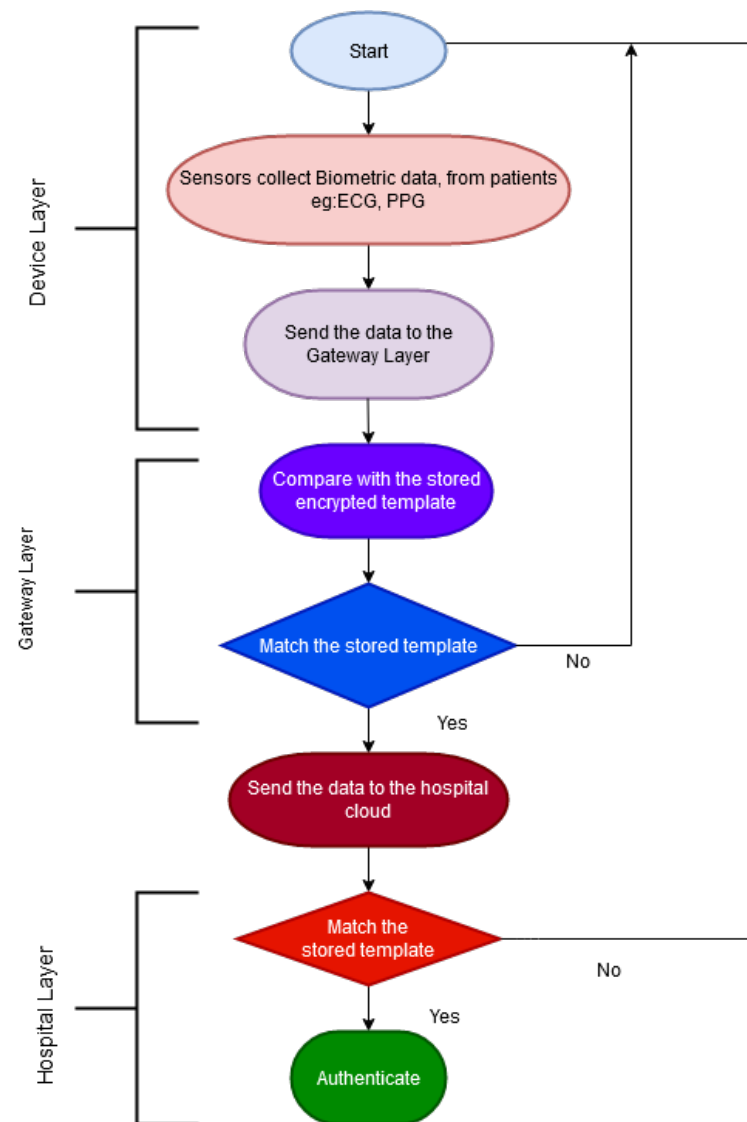 Start
Device Layer
Sensors collect Biometric data, from patients
eg:ECG, PPG
Send the data to the
Gateway Layer
Gateway Layer
Compare with the stored
encrypted template
Match the stored template
No
Yes
Send the data to the hospital
cloud
Hospital Layer
Match the
stored template
No
Yes
Authenticate